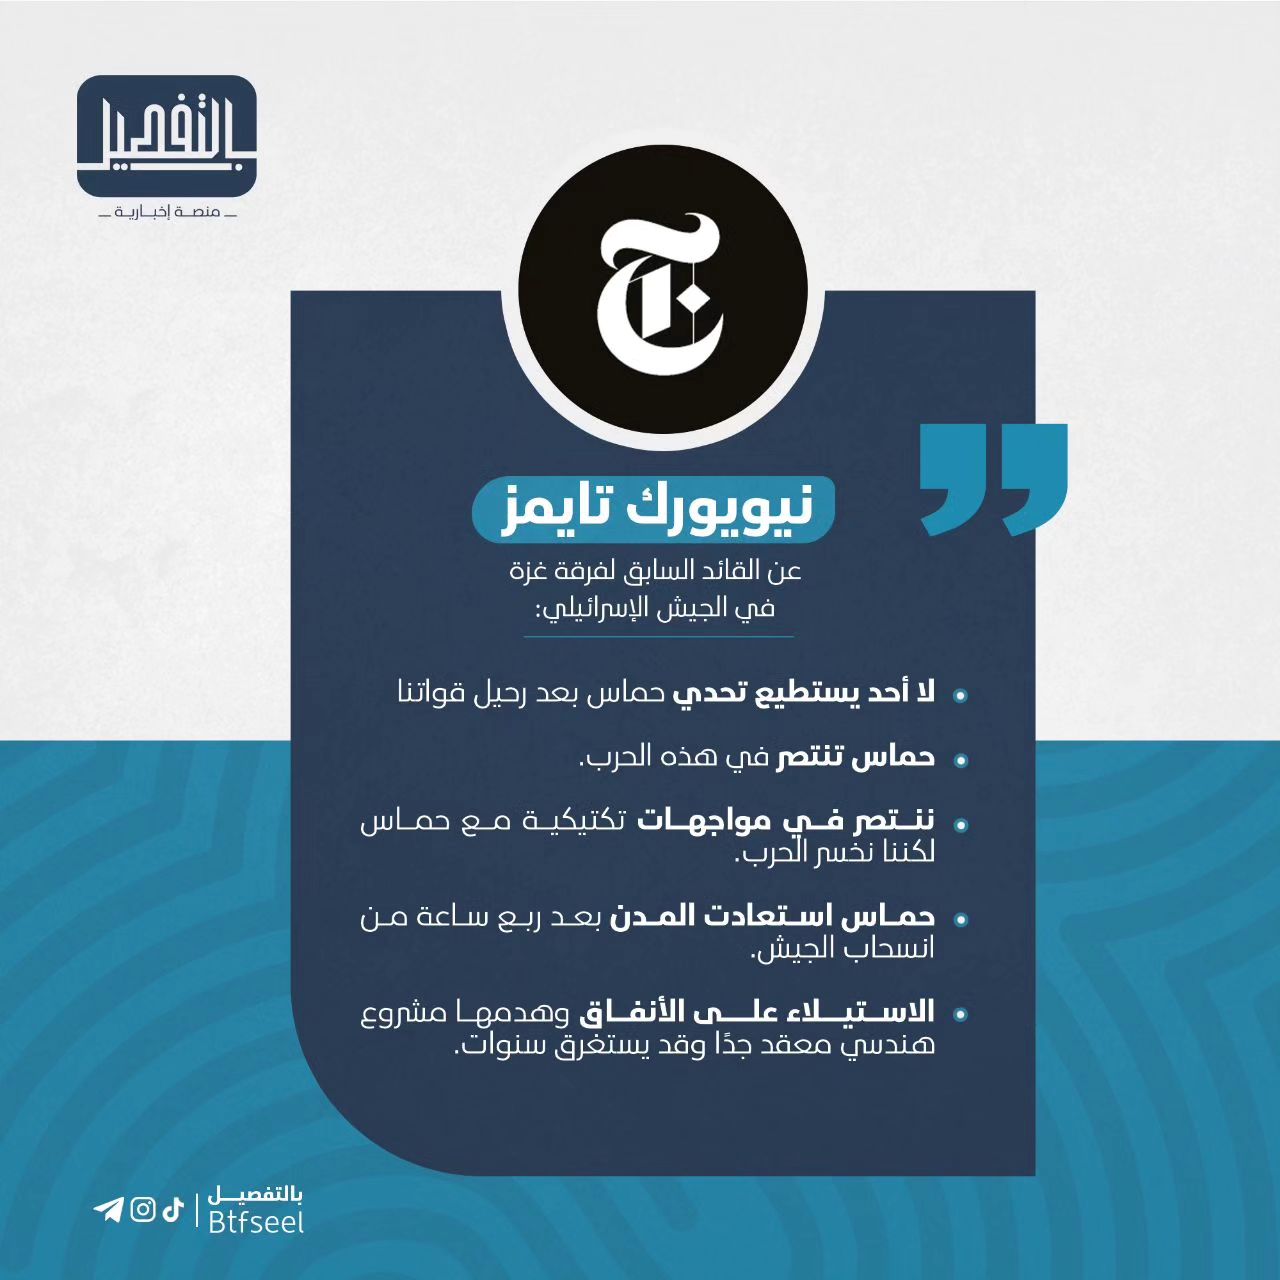 بالتفصيل
منصة إخبارية
نيويورك تايمز
عن القائد السابق لفرقة غزة
في الجيش الإسرائيلي:
لا أحد يستطيع تحدي حماس بعد رحيل قواتنا
حماس تنتصر في هذه الحرب.
ننتصر في مواجهات تكتيكية مع حماس
لكننا نخسر الحرب.
حماس استعادت المدن بعد ربع ساعة من
انسحاب الجيش.
الاستيلاء على الأنفاق وهدمها مشروع
هندسي معقد جدًا وقد يستغرق سنوات.
بالتفصيل
Btfseel